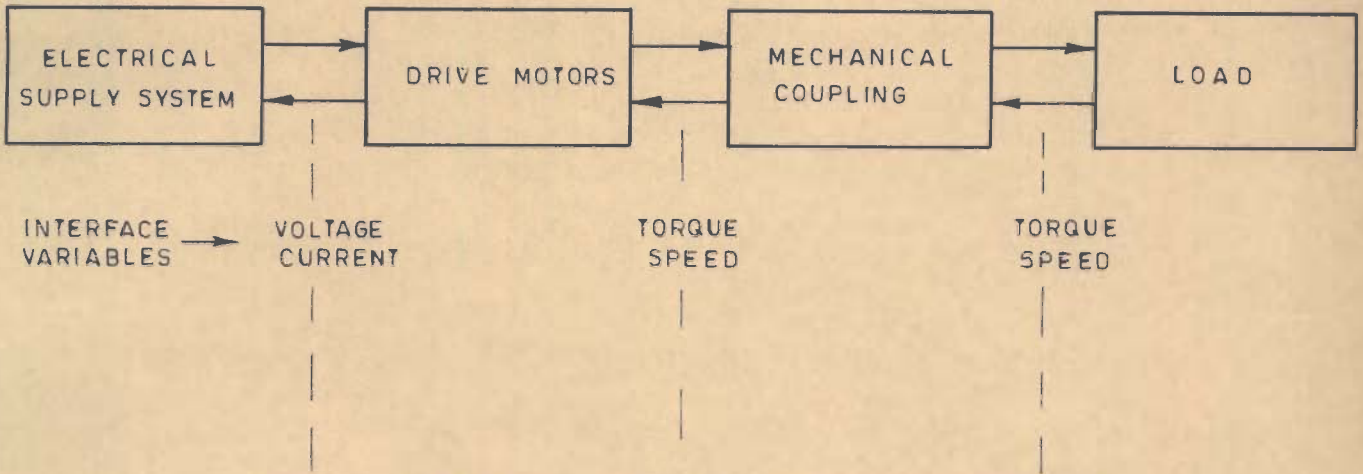 ELECTRICAL
SUPPLY SYSTEM
DRIVE MOTORS
MECHANICAL
COUPLING
LOAD
INTERFACE
VARIABLES
VOLTAGE
CURRENT
TORQUE
SPEED
TORQUE
SPEED